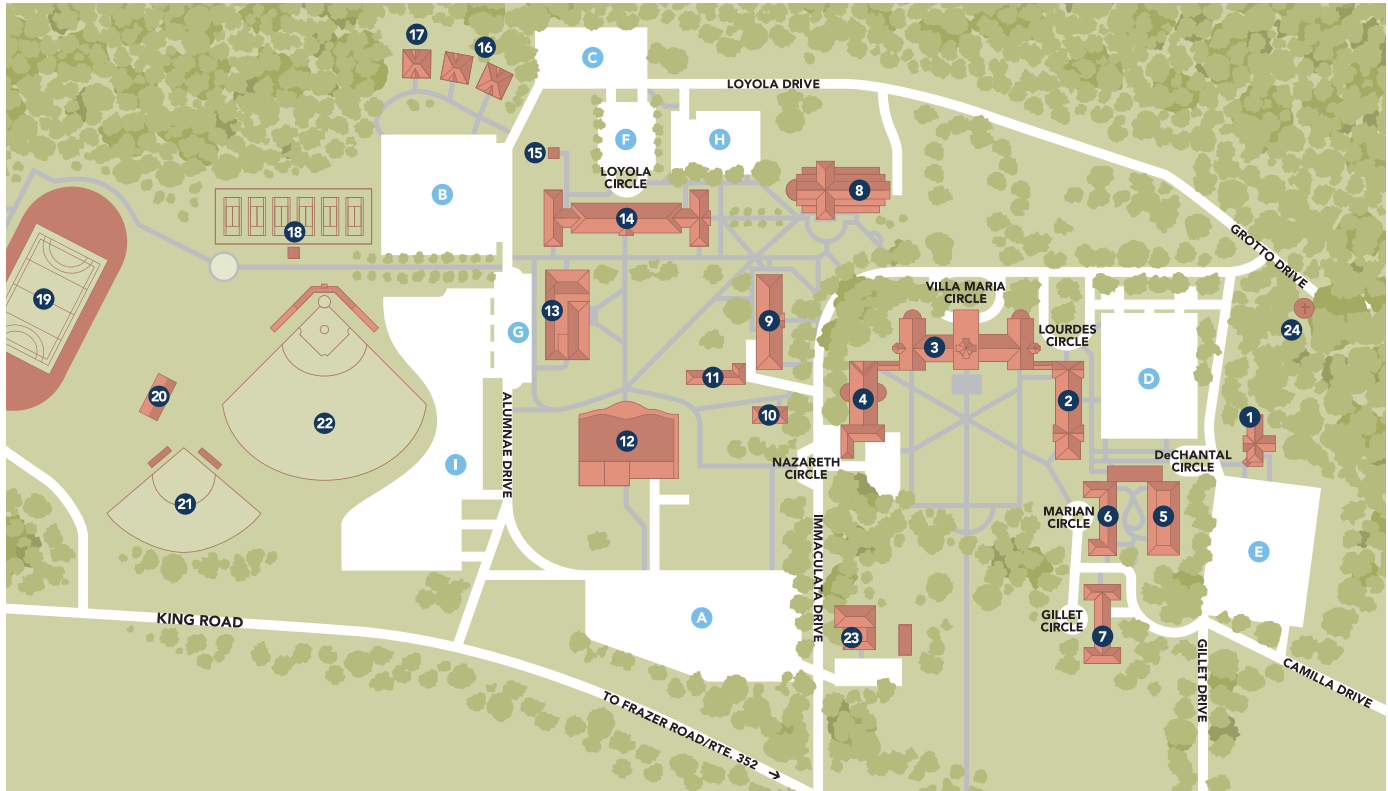 17
16
C
LOYOLA DRIVE
F
H
15
LOYOLA
CIRCLE
8
B
14
18
GROTTO DRIVE
19
13
G
9
VILLA MARIA
CIRCLE
24
LOURDES
CIRCLE
3
11
D
20
4
2
10
1
22
ALUMNAE DRIVE
12
I
NAZARETH
CIRCLE
DeCHANTAL
CIRCLE
21
MARIAN
CIRCLE
6
5
IMMACULATA DRIVE
E
KING ROAD
A
GILLET
CIRCLE
23
7
GILLET DRIVE
CAMILLA DRIVE
TO FRAZER ROAD/RTE. 352 →